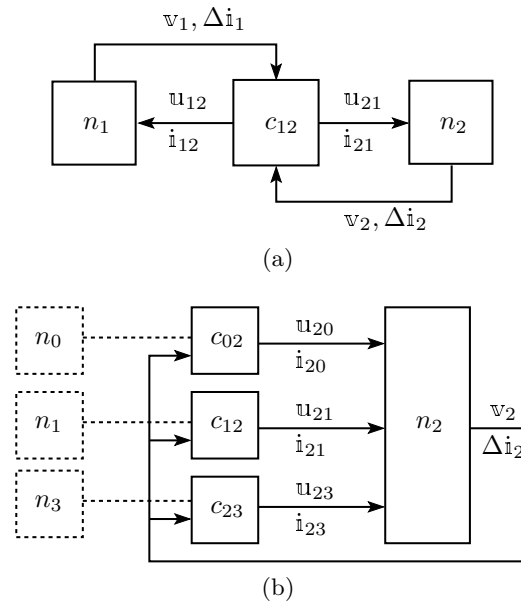 𝕧₁, Δ𝕚₁
n₁
𝕦₁₂
𝕚₁₂
c₁₂
𝕦₂₁
𝕚₂₁
n₂
𝕧₂, Δ𝕚₂
(a)
n₀
c₀₂
𝕦₂₀
𝕚₂₀
n₁
c₁₂
𝕦₂₁
𝕚₂₁
n₂
𝕧₂
Δ𝕚₂
n₃
c₂₃
𝕦₂₃
𝕚₂₃
(b)